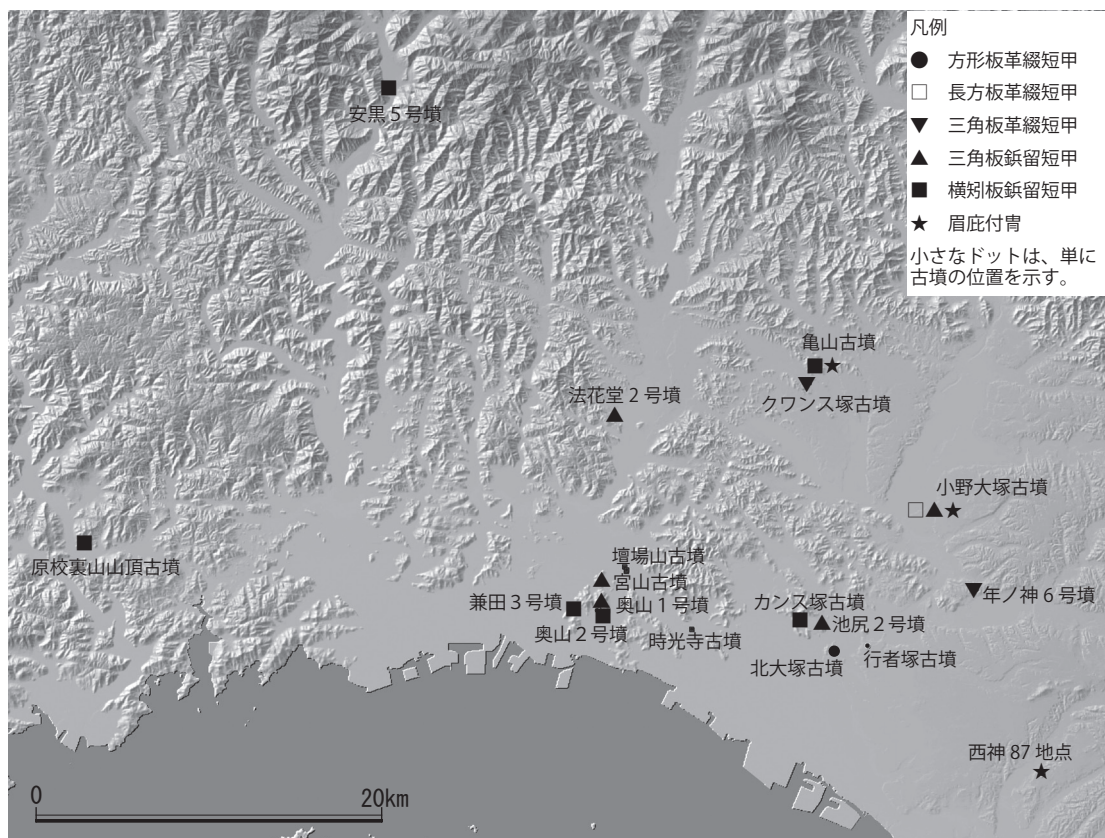 凡例
方形板革綴短甲
長方板革綴短甲
三角板革綴短甲
三角板鋲留短甲
横矧板鋲留短甲
眉庇付冑
小さなドットは、単に
古墳の位置を示す。
安黒5号墳
亀山古墳
クワンス塚古墳
法花堂2号墳
小野大塚古墳
原校裏山山頂古墳
壇場山古墳
宮山古墳
兼田3号墳
奥山1号墳
奥山2号墳
時光寺古墳
カンス塚古墳
池尻2号墳
年ノ神6号墳
北大塚古墳
行者塚古墳
西神87地点
0
20km